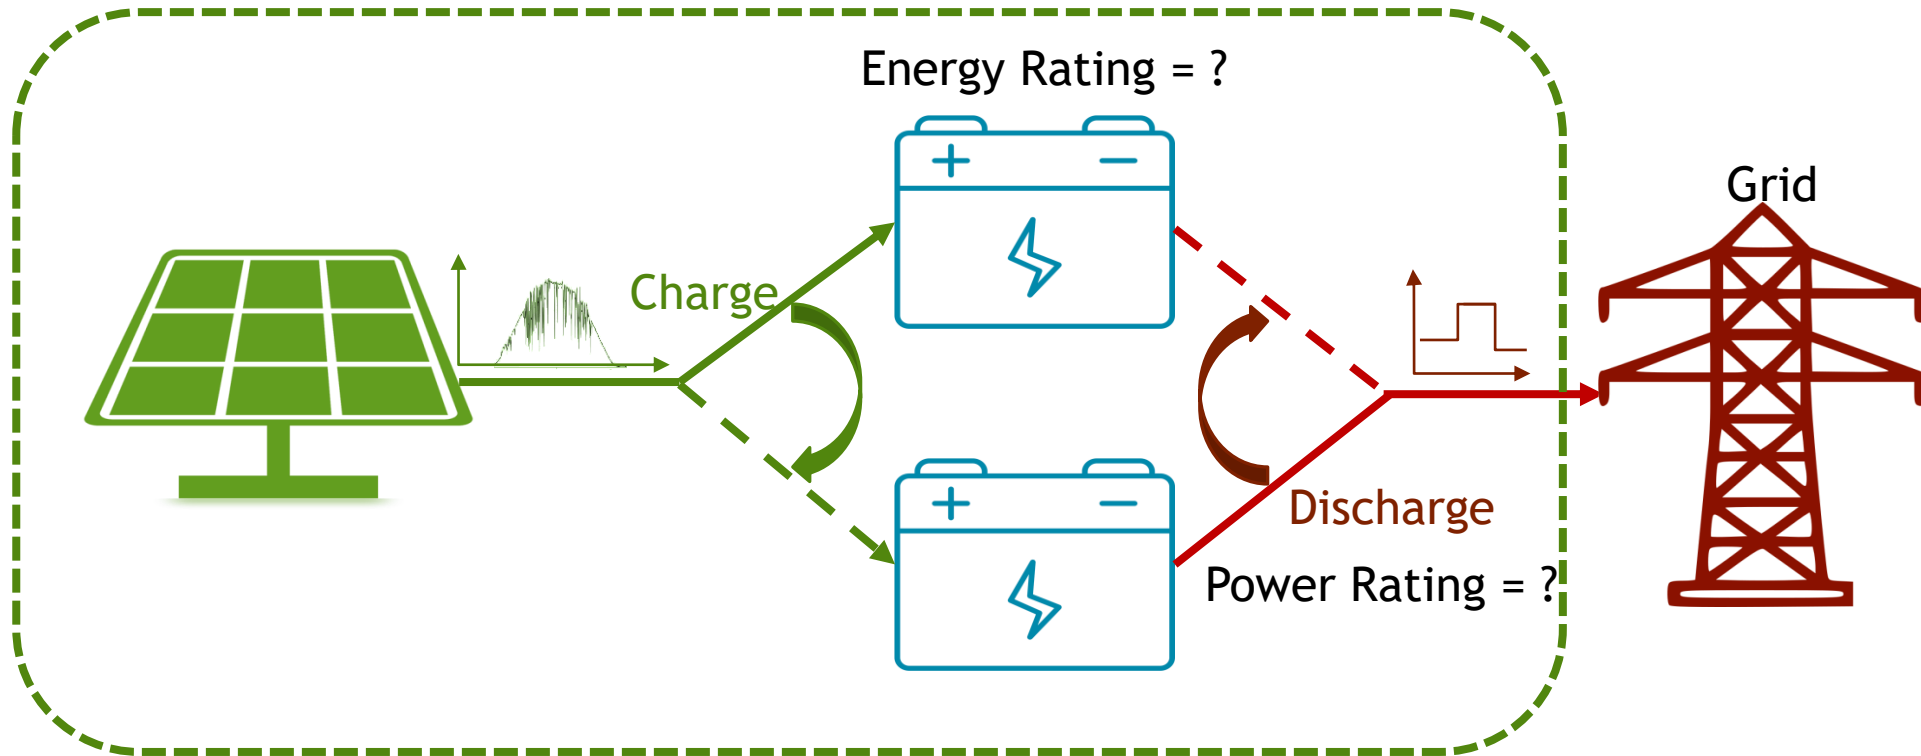 Energy Rating = ?
Grid
Charge
Discharge
Power Rating = ?